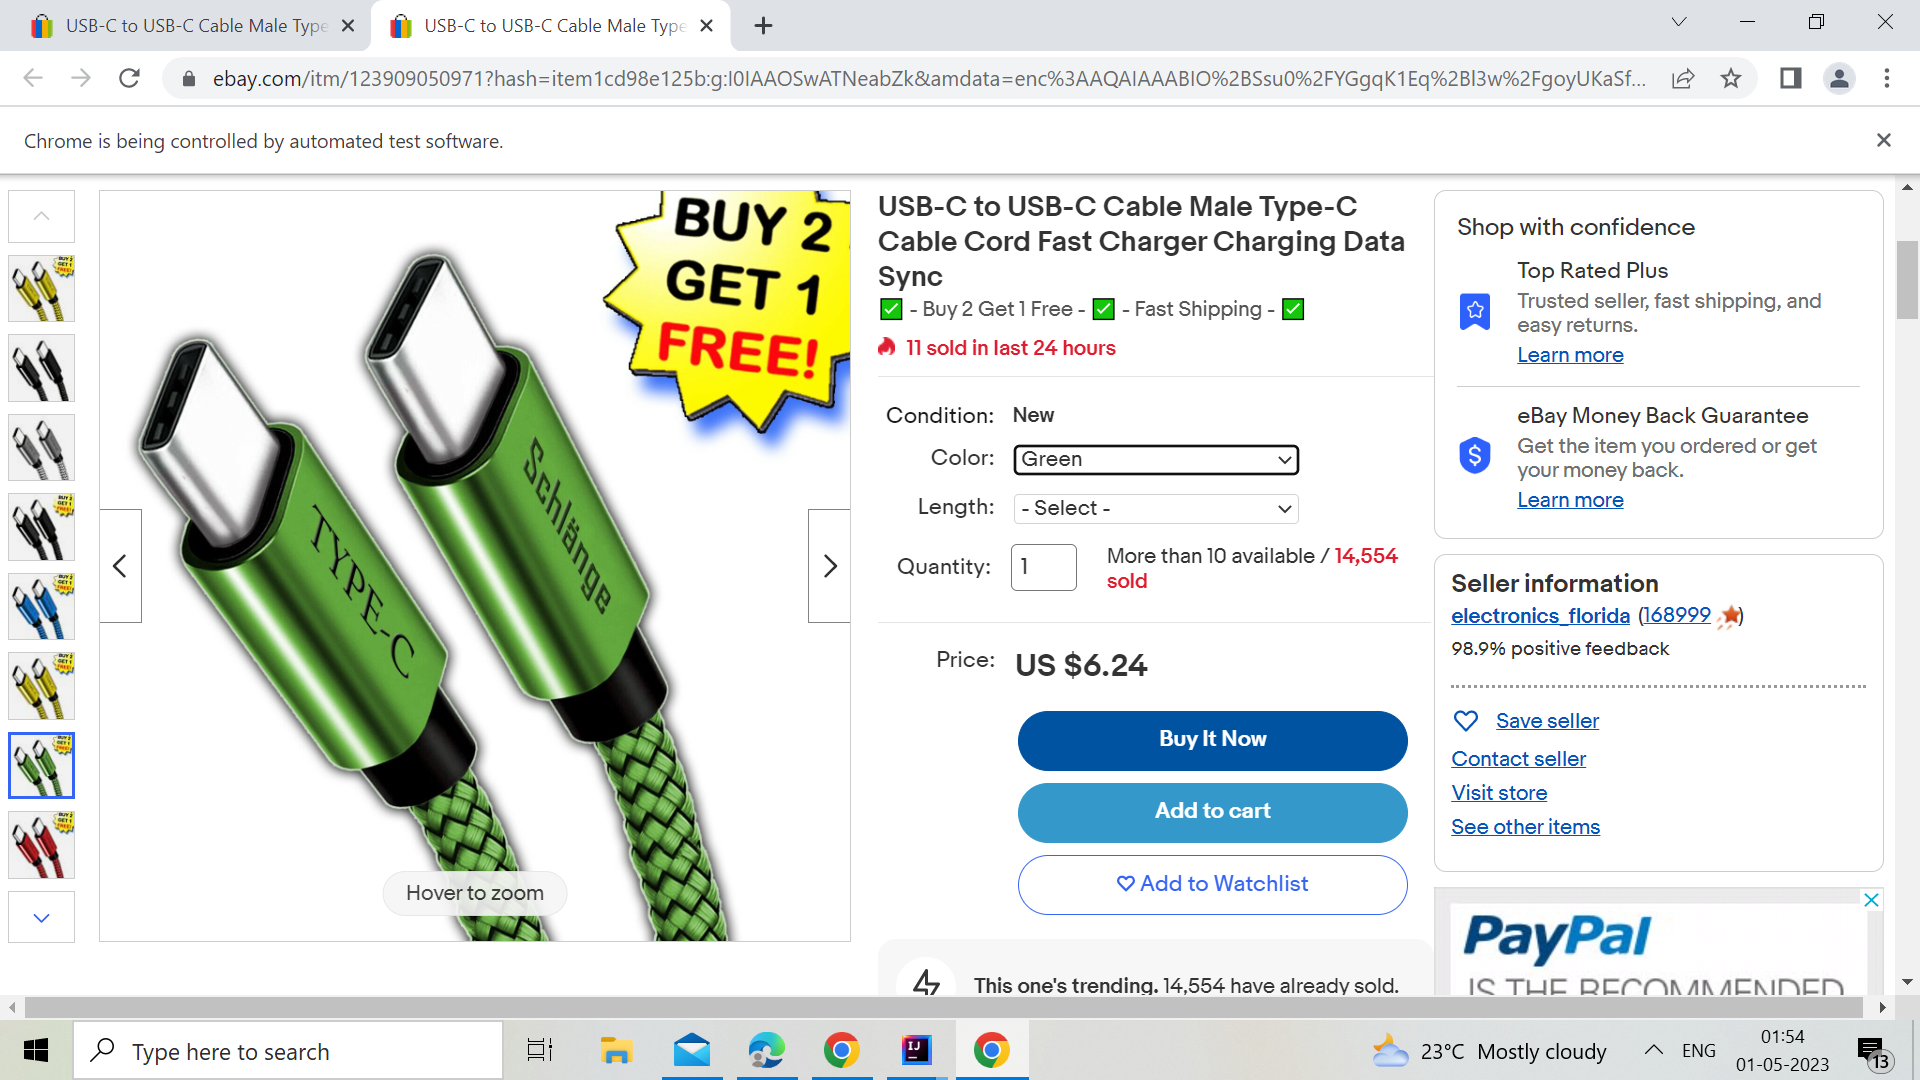 USB-C to USB-C Cable Male Type
USB-C to USB-C Cable Male Type
ebay.com/itm/123909050971?hash=item1cd98e125b:g:I0IAAOSwATNeabZk&amdata=enc%3AAQAIAAABIO%2BSsu0%2FYGgqK1Eq%2Bl3w%2FgoyUKaSf...
Chrome is being controlled by automated test software.
BUY 2
GET 1
FREE!
TYPE-C
Schlänge
Hover to zoom
USB-C to USB-C Cable Male Type-C
Cable Cord Fast Charger Charging Data
Sync
✅ - Buy 2 Get 1 Free - ✅ - Fast Shipping - ✅
11 sold in last 24 hours
Condition: New
Color: Green
Length: - Select -
Quantity: 1 More than 10 available / 14,554
sold
Price: US $6.24
Buy It Now
Add to cart
Add to Watchlist
This one's trending. 14,554 have already sold.
Shop with confidence
Top Rated Plus
Trusted seller, fast shipping, and
easy returns.
Learn more
eBay Money Back Guarantee
Get the item you ordered or get
your money back.
Learn more
Seller information
electronics_florida (168999)
98.9% positive feedback
Save seller
Contact seller
Visit store
See other items
PayPal
IS THE RECOMMENDED
Type here to search
23°C Mostly cloudy
ENG
01:54
01-05-2023
13